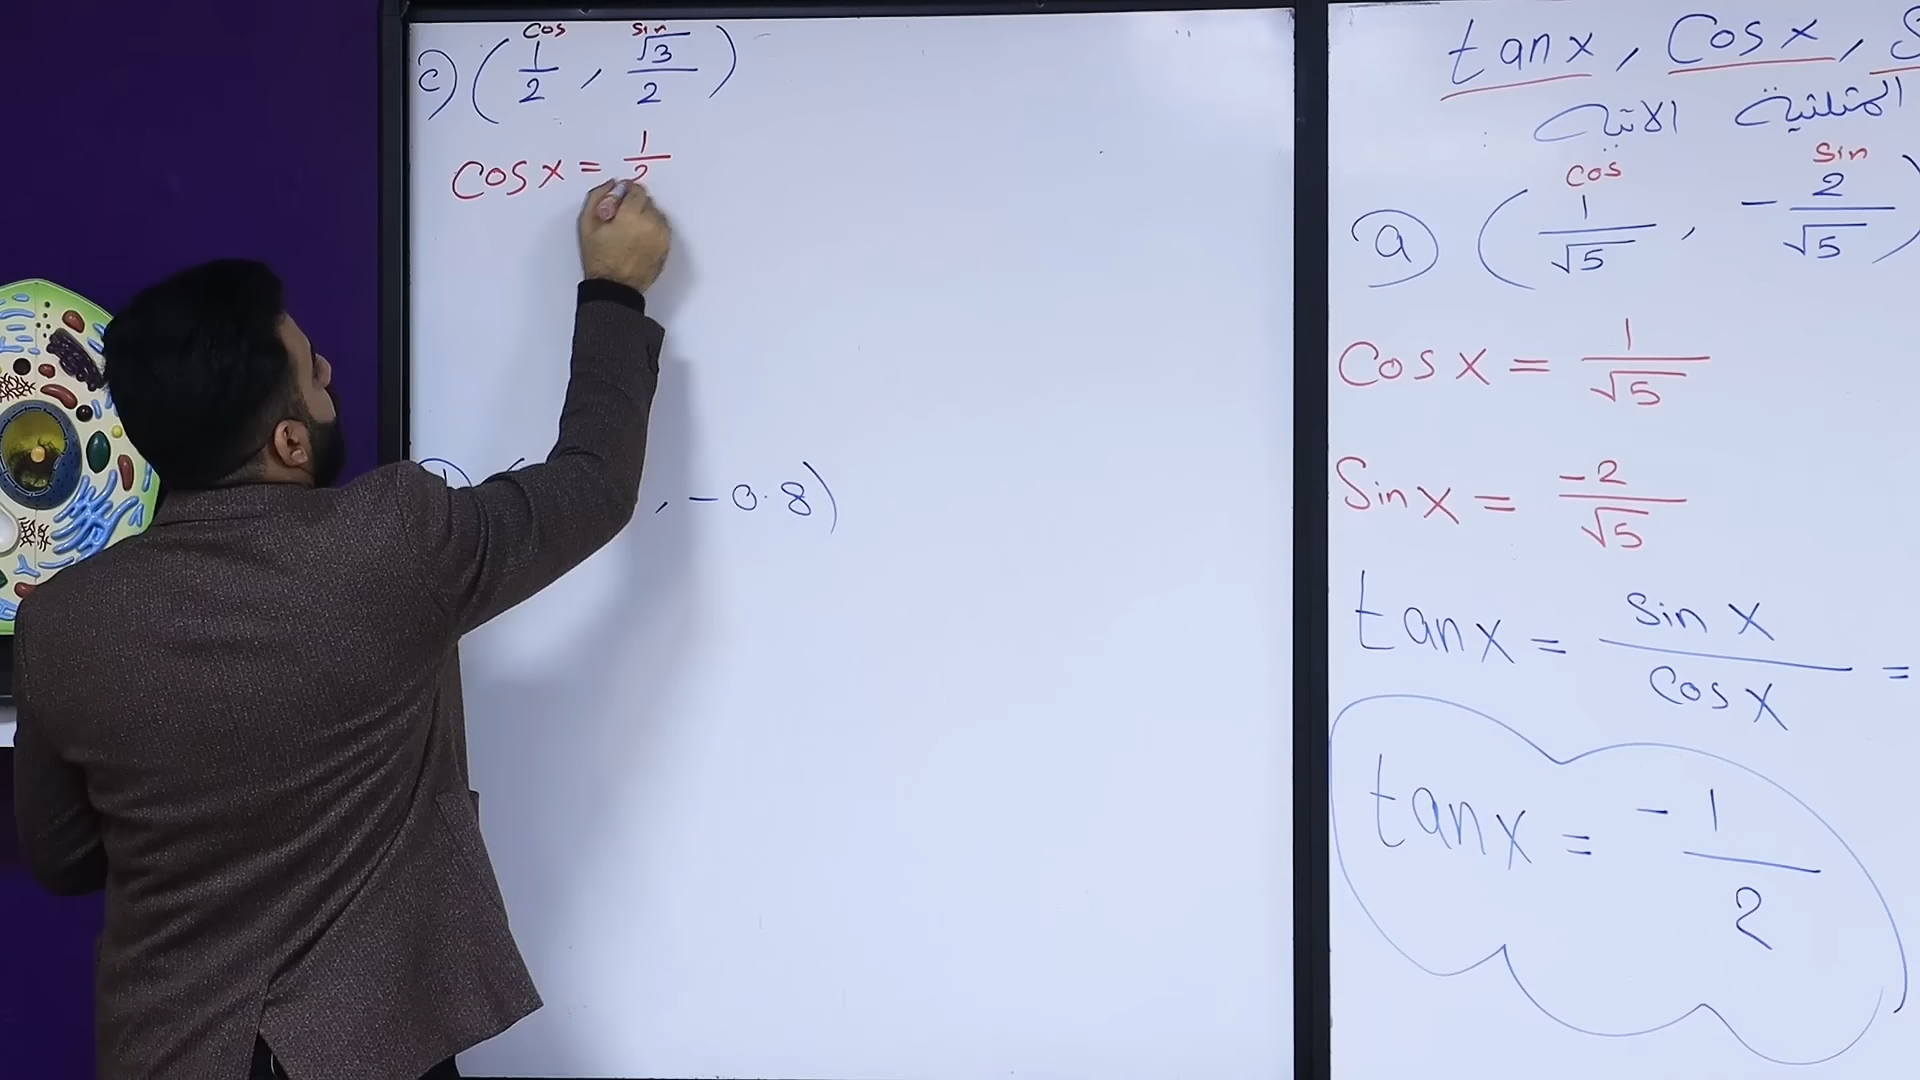 c) ( cos 1/2 , sin √3/2 )
cos x = 1/2
, -0.8)
tan x , Cos x , S
المثلثية الاتية
cos sin
a ( 1/√5 , - 2/√5 )
Cos x = 1/√5
Sin x = -2/√5
tan x = sin x / cos x =
tan x = -1/2